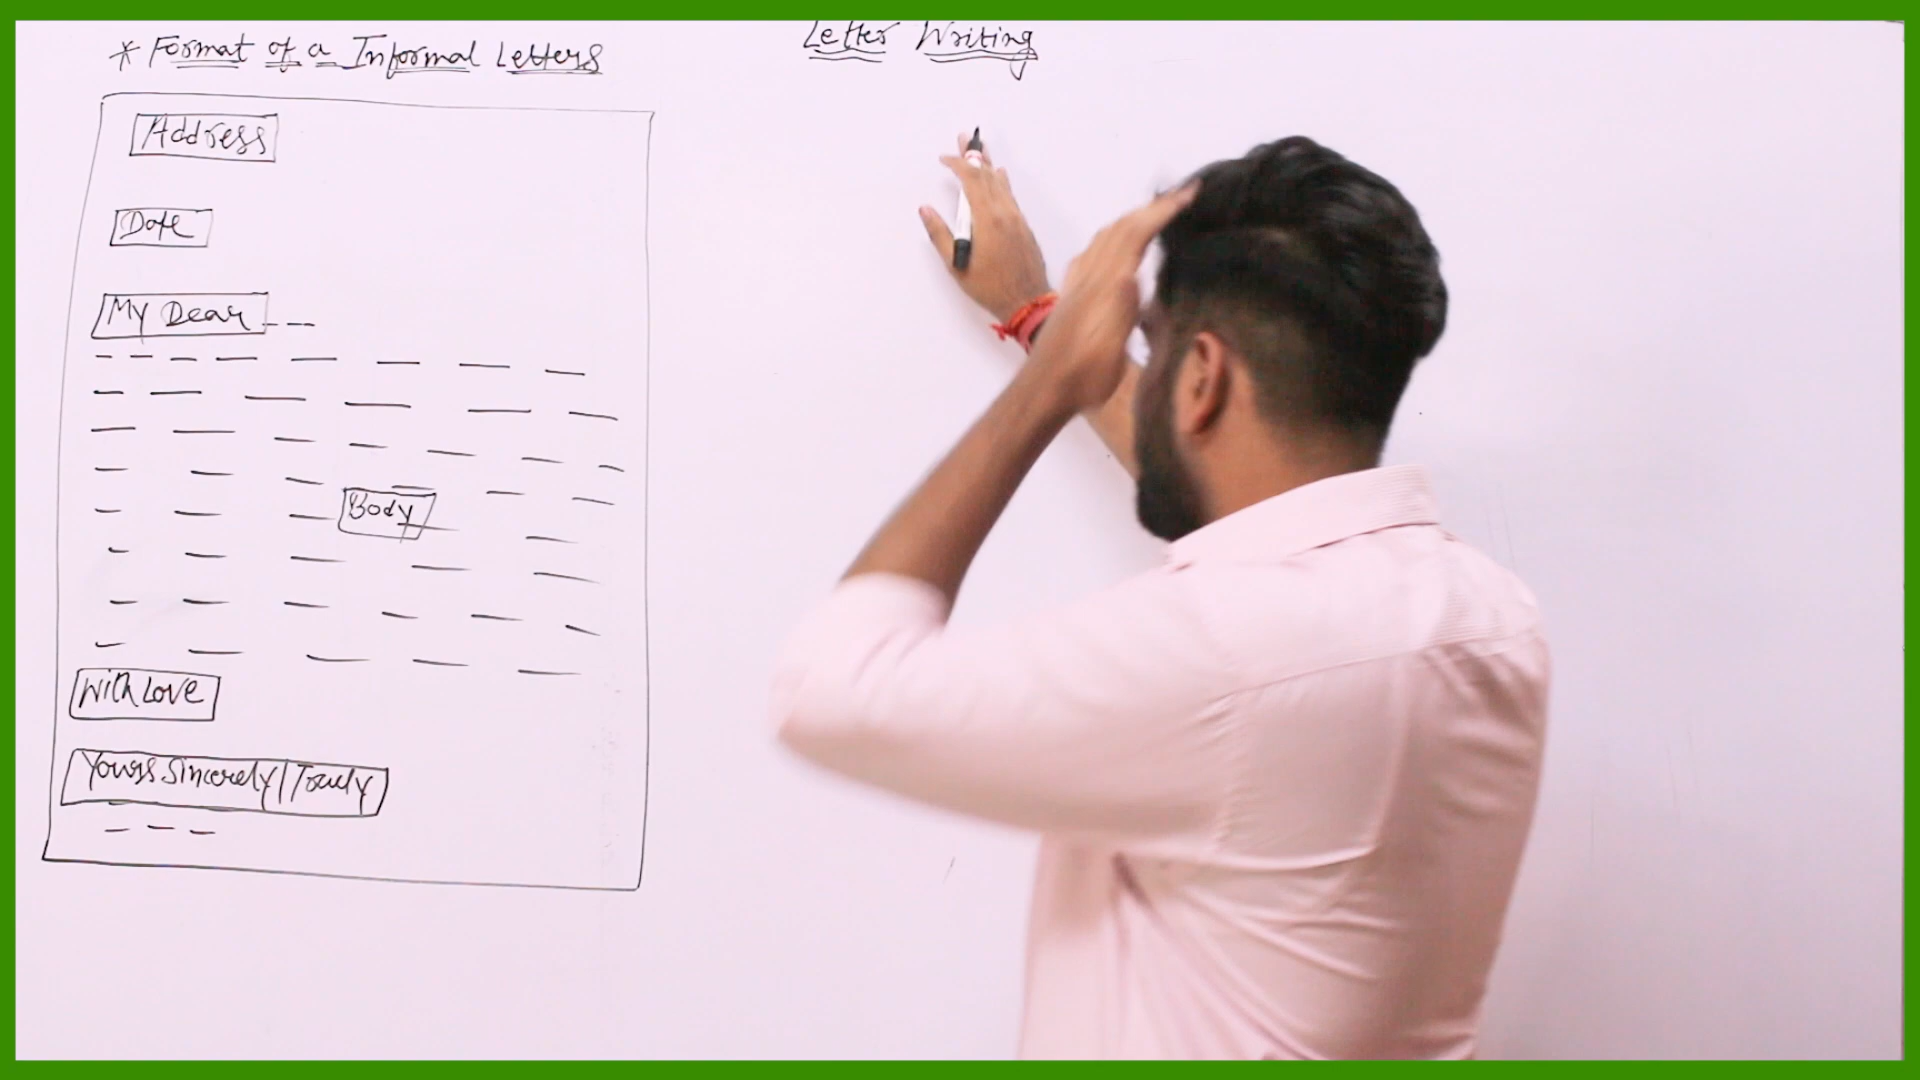 Letter Writing
* Format of a Informal Letters
Address
Date
My Dear
Body
With Love
Yours Sincerely/Truly